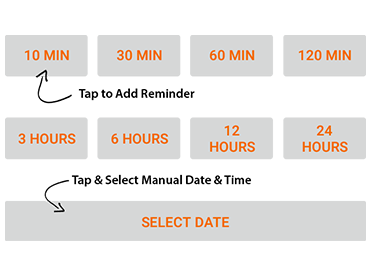 10 MIN 30 MIN 60 MIN 120 MIN
Tap to Add Reminder
3 HOURS 6 HOURS 12 HOURS 24 HOURS
Tap & Select Manual Date & Time
SELECT DATE